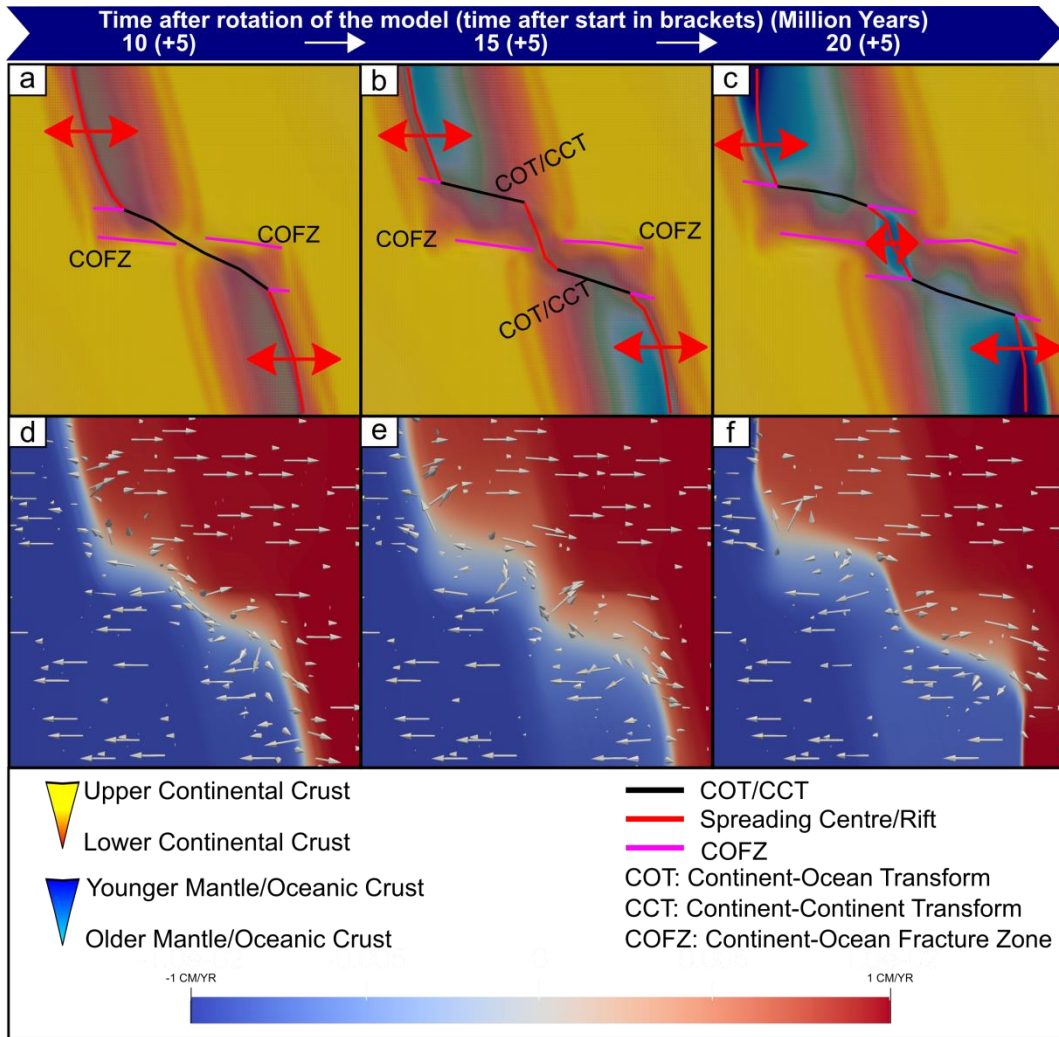 Time after rotation of the model (time after start in brackets) (Million Years)
10 (+5)
15 (+5)
20 (+5)
a
b
c
COFZ
COFZ
COT/CCT
COFZ
COT/CCT
d
e
f
Upper Continental Crust
Lower Continental Crust
Younger Mantle/Oceanic Crust
Older Mantle/Oceanic Crust
COT/CCT
Spreading Centre/Rift
COFZ
COT: Continent-Ocean Transform
CCT: Continent-Continent Transform
COFZ: Continent-Ocean Fracture Zone
-1 CM/YR
1 CM/YR